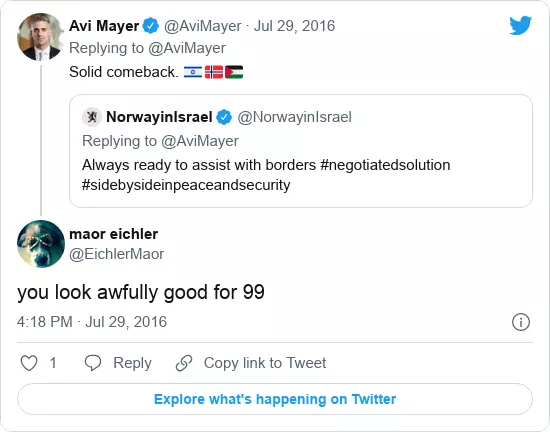 Avi Mayer @AviMayer · Jul 29, 2016
Replying to @AviMayer
Solid comeback. 🇮🇱🇳🇴🇵🇸
NorwayinIsrael @NorwayinIsrael
Replying to @AviMayer
Always ready to assist with borders #negotiatedsolution
#sidebysideinpeaceandsecurity
maor eichler
@EichlerMaor
you look awfully good for 99
4:18 PM · Jul 29, 2016
1 Reply Copy link to Tweet
Explore what's happening on Twitter